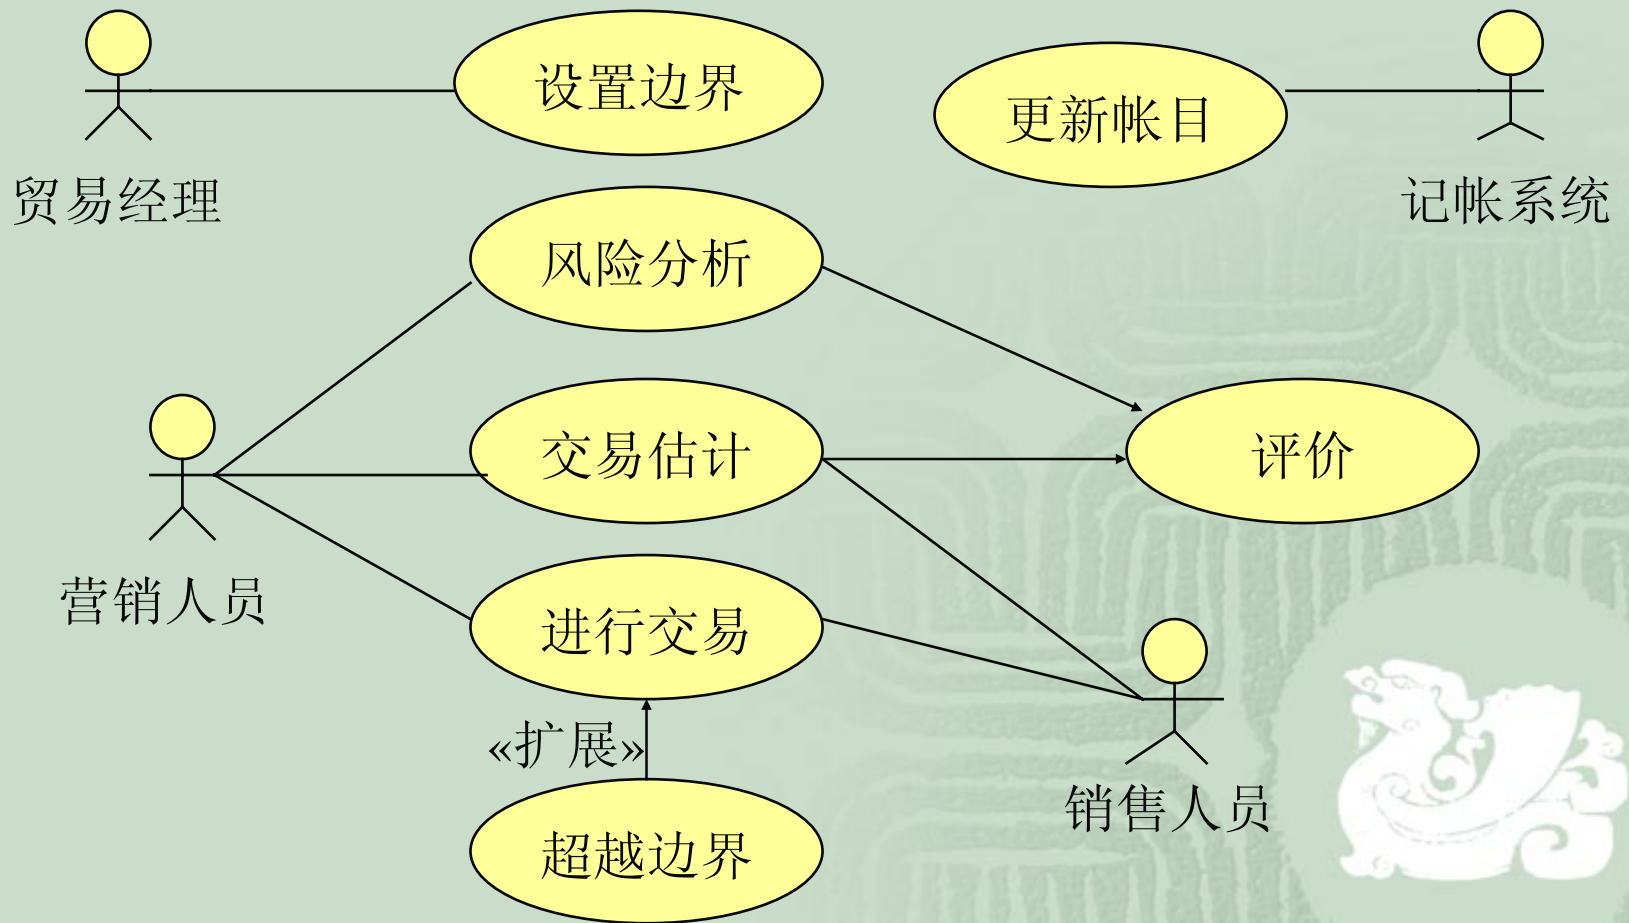 设置边界
更新帐目
贸易经理
记帐系统
风险分析
交易估计
评价
营销人员
进行交易
«扩展»
销售人员
超越边界